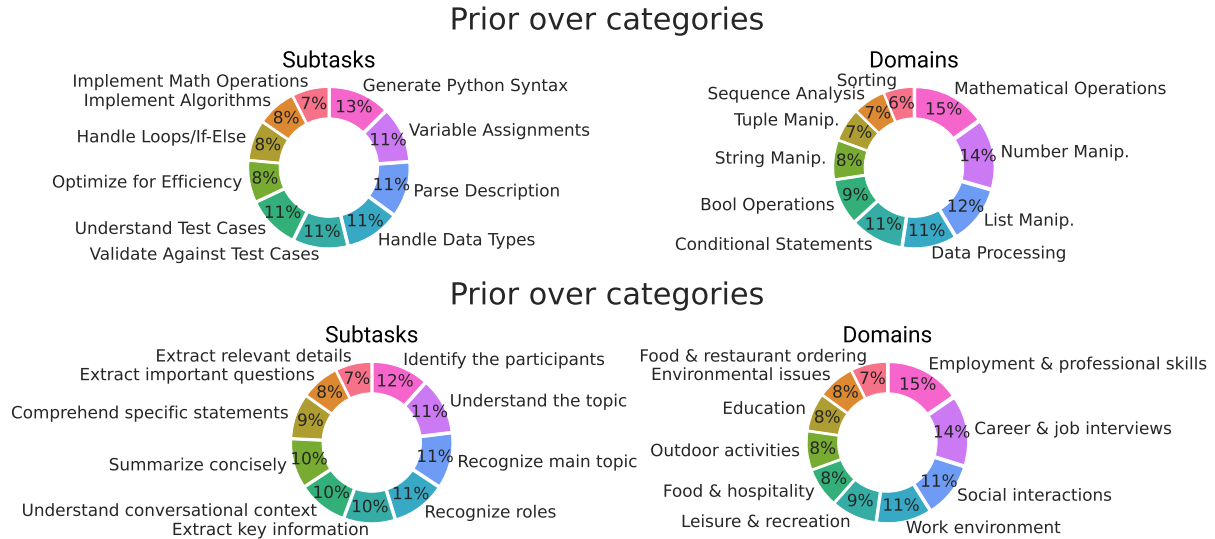 Prior over categories
Subtasks
Implement Math Operations
Implement Algorithms
Handle Loops/If-Else
Optimize for Efficiency
Understand Test Cases
Validate Against Test Cases
Generate Python Syntax
Variable Assignments
Parse Description
Handle Data Types
7%
8%
8%
8%
11%
11%
13%
11%
11%
11%
Domains
Sorting
Sequence Analysis
Tuple Manip.
String Manip.
Bool Operations
Conditional Statements
Mathematical Operations
Number Manip.
List Manip.
Data Processing
6%
7%
7%
8%
9%
11%
15%
14%
12%
11%
Prior over categories
Subtasks
Extract relevant details
Extract important questions
Comprehend specific statements
Summarize concisely
Understand conversational context
Extract key information
Identify the participants
Understand the topic
Recognize main topic
Recognize roles
7%
8%
9%
10%
10%
10%
12%
11%
11%
11%
Domains
Food & restaurant ordering
Environmental issues
Education
Outdoor activities
Food & hospitality
Leisure & recreation
Employment & professional skills
Career & job interviews
Social interactions
Work environment
7%
8%
8%
8%
8%
9%
15%
14%
11%
11%